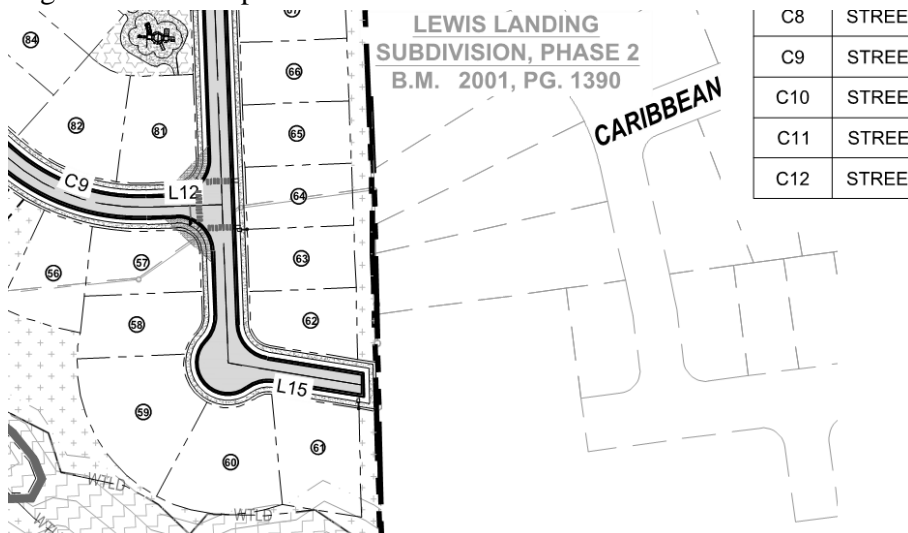 LEWIS LANDING
SUBDIVISION, PHASE 2
B.M. 2001, PG. 1390
CARIBBEAN
C8 STREE
C9 STREE
C10 STREE
C11 STREE
C12 STREE
84
66
82
81
65
C9
L12
64
56
57
63
58
62
L15
59
61
60
WTLD
WTLD